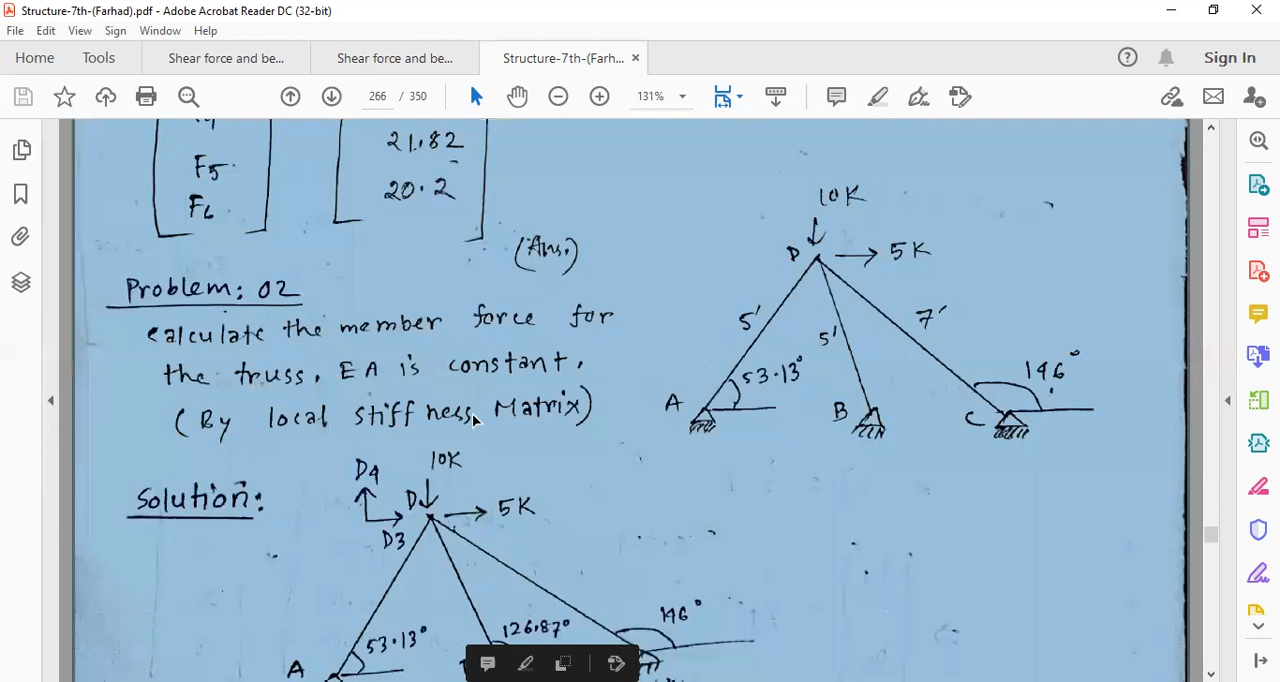 Structure-7th-(Farhad).pdf - Adobe Acrobat Reader DC (32-bit)
File Edit View Sign Window Help
Home Tools Shear force and be... Shear force and be... Structure-7th-(Farh... ×
Sign In
266 / 350 131%
21.82
F5
20.2
F6
(Ans.)
10K
D
5K
Problem: 02
calculate the member force for
the truss, EA is constant.
(By local stiffness Matrix)
5'
5'
7'
53.13°
146°
A
B
C
Solution:
D4
10K
D
5K
D3
53.13°
126.87°
146°
A